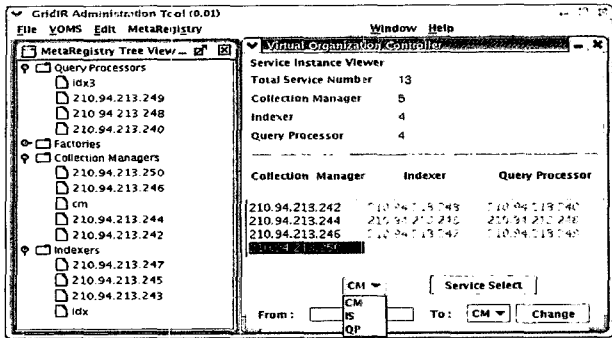 GridIR Administration Tool (0.01)
File VOMS Edit MetaRegistry Window Help
MetaRegistry Tree View
Query Processors
idx3
210.94.213.249
210 94 213 248
210.94.213.240
Factories
Collection Managers
210.94.213.250
210.94.213.246
cm
210.94.213.244
210.94.213.242
Indexers
210.94.213.247
210.94.213.245
210.94.213.243
idx
Virtual Organization Controller
Service Instance Viewer
Total Service Number 13
Collection Manager 5
Indexer 4
Query Processor 4
Collection Manager Indexer Query Processor
210.94.213.242
210.94.213.244
210.94.213.246
CM Service Select
CM
IS
QP
From : To : CM Change